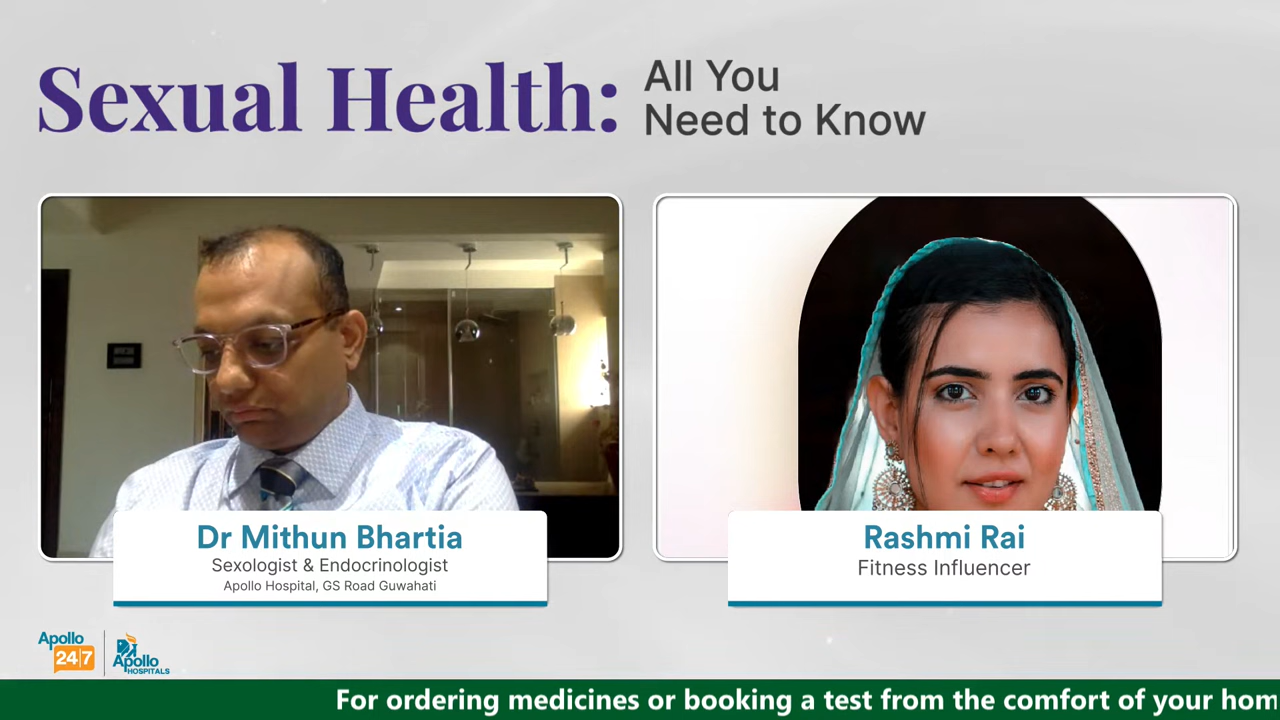 Sexual Health:
All You
Need to Know
Dr Mithun Bhartia
Sexologist & Endocrinologist
Apollo Hospital, GS Road Guwahati
Rashmi Rai
Fitness Influencer
Apollo
24|7
Apollo
HOSPITALS
For ordering medicines or booking a test from the comfort of your hom